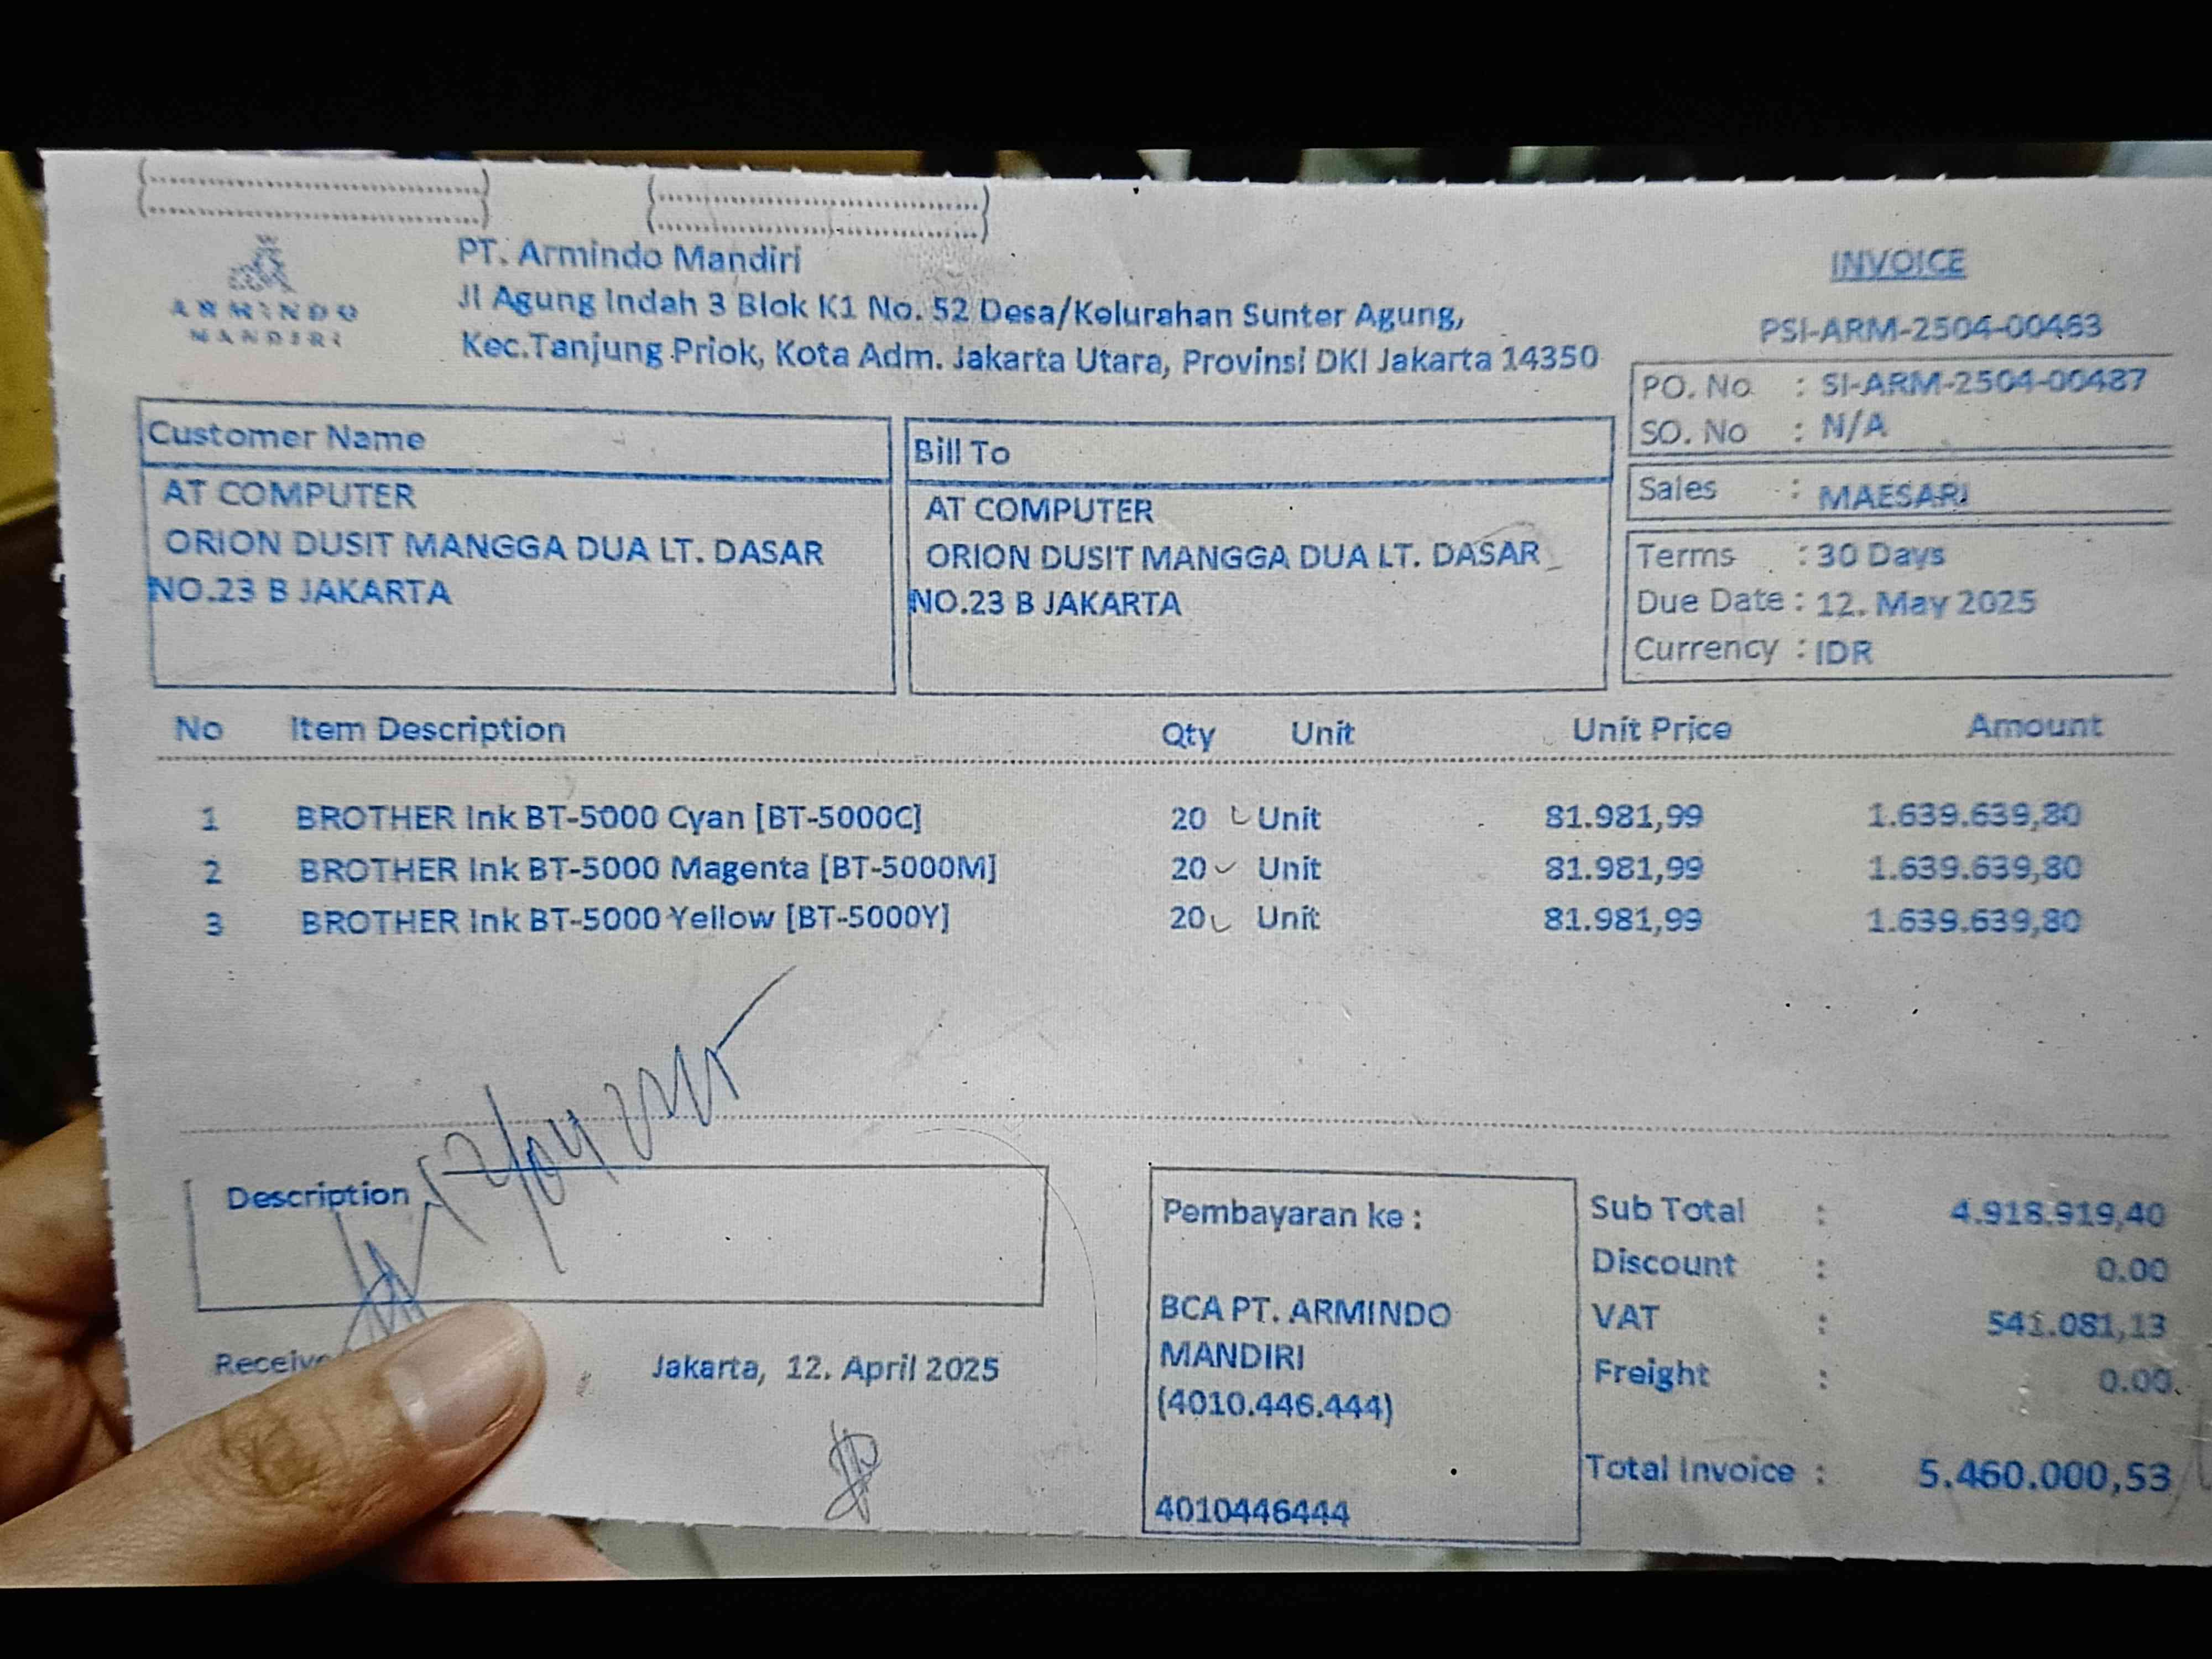 ARMINDO
MANDIRI
PT. Armindo Mandiri
Jl Agung Indah 3 Blok K1 No. 52 Desa/Kelurahan Sunter Agung,
Kec.Tanjung Priok, Kota Adm. Jakarta Utara, Provinsi DKI Jakarta 14350
INVOICE
PSI-ARM-2504-00463
PO. No : SI-ARM-2504-00487
SO. No : N/A
Sales : MAESARI
Terms : 30 Days
Due Date : 12. May 2025
Currency : IDR
Customer Name
AT COMPUTER
ORION DUSIT MANGGA DUA LT. DASAR
NO.23 B JAKARTA
Bill To
AT COMPUTER
ORION DUSIT MANGGA DUA LT. DASAR
NO.23 B JAKARTA
No Item Description Qty Unit Unit Price Amount
1 BROTHER Ink BT-5000 Cyan [BT-5000C] 20 Unit 81.981,99 1.639.639,80
2 BROTHER Ink BT-5000 Magenta [BT-5000M] 20 Unit 81.981,99 1.639.639,80
3 BROTHER Ink BT-5000 Yellow [BT-5000Y] 20 Unit 81.981,99 1.639.639,80
12/04 2025
Description
Jakarta, 12. April 2025
Pembayaran ke :
BCA PT. ARMINDO
MANDIRI
(4010.446.444)
4010446444
Sub Total : 4.918.919,40
Discount : 0.00
VAT : 541.081,13
Freight : 0.00
Total Invoice : 5.460.000,53